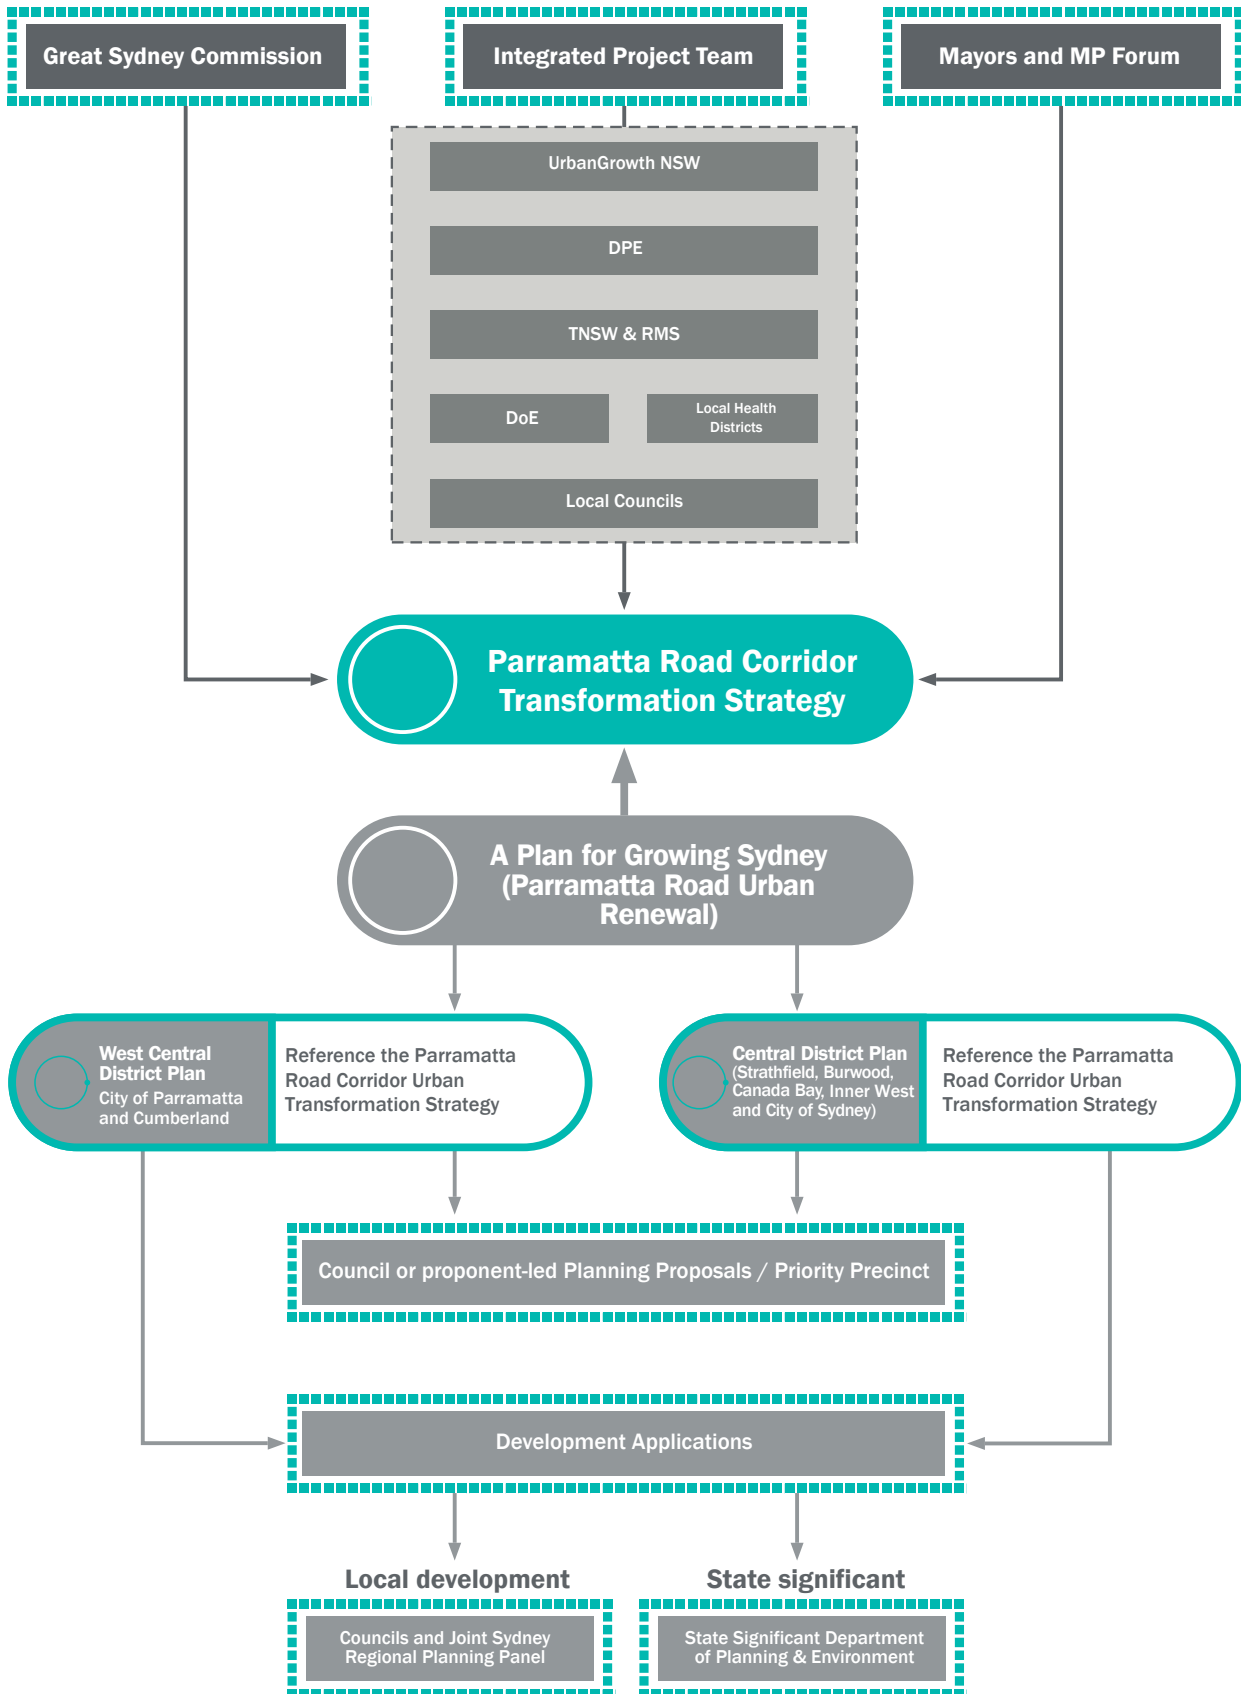 Great Sydney Commission
Integrated Project Team
Mayors and MP Forum
UrbanGrowth NSW
DPE
TNSW & RMS
DoE
Local Health
Districts
Local Councils
Parramatta Road Corridor
Transformation Strategy
A Plan for Growing Sydney
(Parramatta Road Urban
Renewal)
West Central
District Plan
City of Parramatta
and Cumberland
Reference the Parramatta
Road Corridor Urban
Transformation Strategy
Central District Plan
(Strathfield, Burwood,
Canada Bay, Inner West
and City of Sydney)
Reference the Parramatta
Road Corridor Urban
Transformation Strategy
Council or proponent-led Planning Proposals / Priority Precinct
Development Applications
Local development
Councils and Joint Sydney
Regional Planning Panel
State significant
State Significant Department
of Planning & Environment